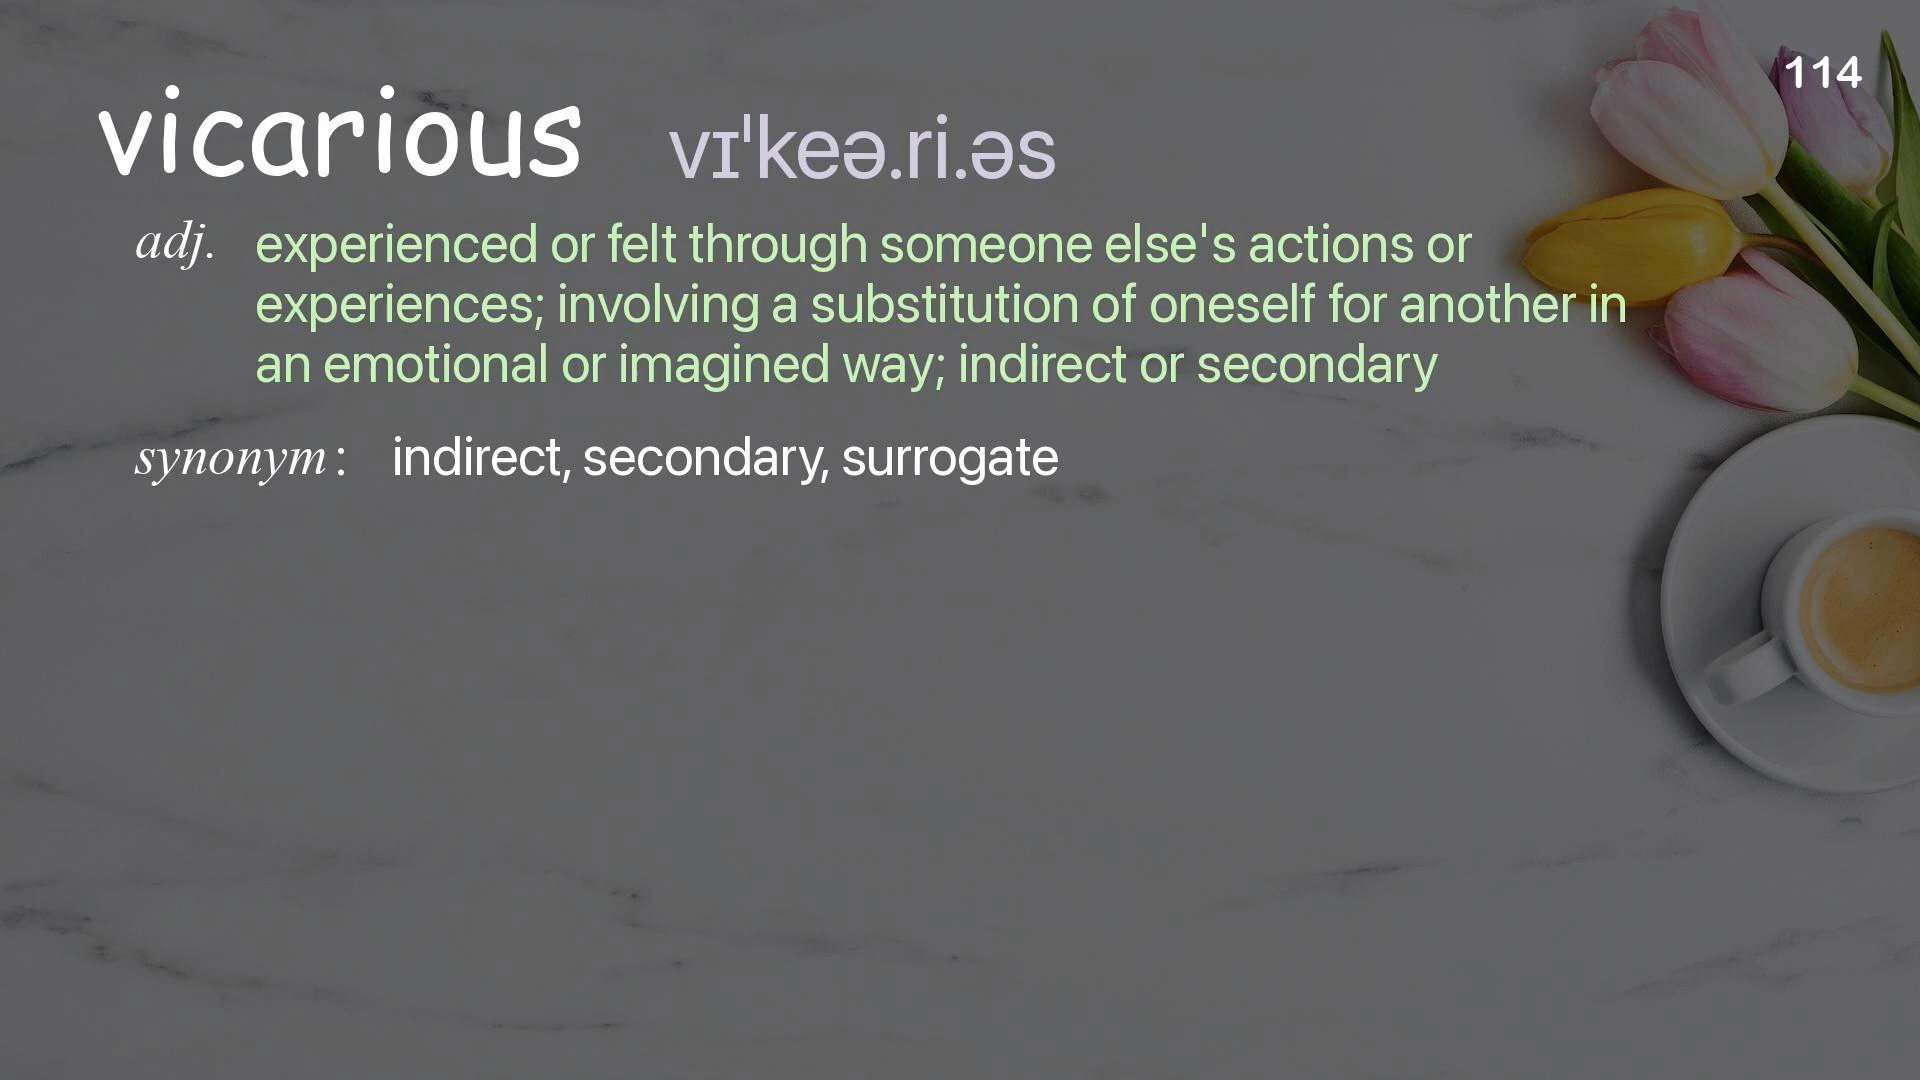 114
vicarious vɪˈkeə.ri.əs
adj. experienced or felt through someone else's actions or
experiences; involving a substitution of oneself for another in
an emotional or imagined way; indirect or secondary
synonym : indirect, secondary, surrogate